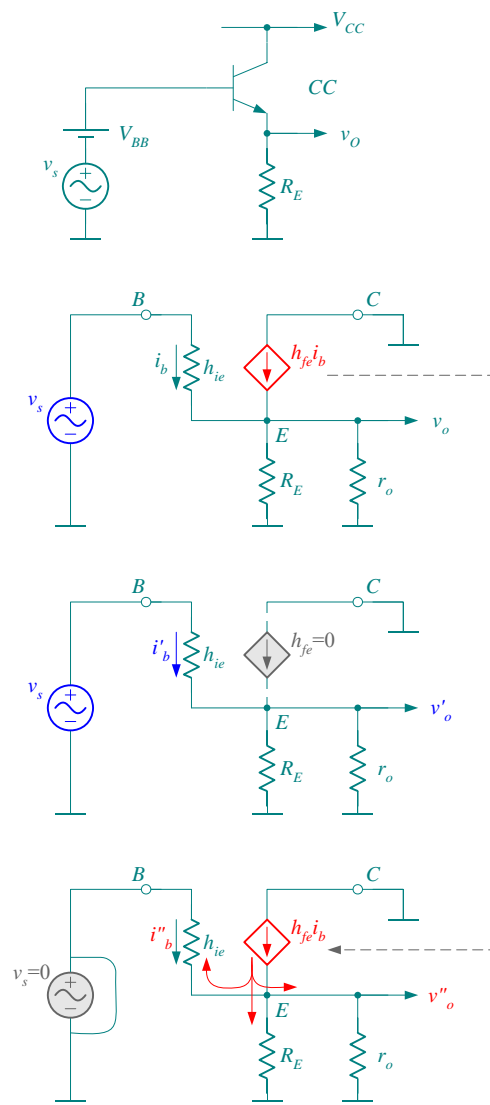 V_CC
CC
V_BB
v_O
v_s
+
−
R_E
B
C
i_b
h_ie
h_fe i_b
v_s
+
−
v_o
E
R_E
r_o
B
C
i'_b
h_ie
h_fe=0
v_s
+
−
v'_o
E
R_E
r_o
B
C
i"_b
h_ie
h_fe i_b
v_s=0
+
−
v"_o
E
R_E
r_o